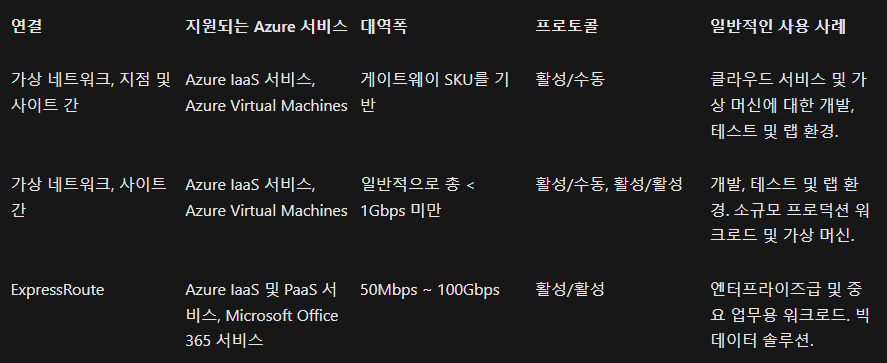 연결 지원되는 Azure 서비스 대역폭 프로토콜 일반적인 사용 사례
가상 네트워크, 지점 및 Azure IaaS 서비스, 게이트웨이 SKU를 기 활성/수동 클라우드 서비스 및 가
사이트 간 Azure Virtual Machines 반 상 머신에 대한 개발,
테스트 및 랩 환경.
가상 네트워크, 사이트 Azure IaaS 서비스, 일반적으로 총 < 활성/수동, 활성/활성 개발, 테스트 및 랩 환
간 Azure Virtual Machines 1Gbps 미만 경. 소규모 프로덕션 워
크로드 및 가상 머신.
ExpressRoute Azure IaaS 및 PaaS 서 50Mbps ~ 100Gbps 활성/활성 엔터프라이즈급 및 중
비스, Microsoft Office 요 업무용 워크로드. 빅
365 서비스 데이터 솔루션.